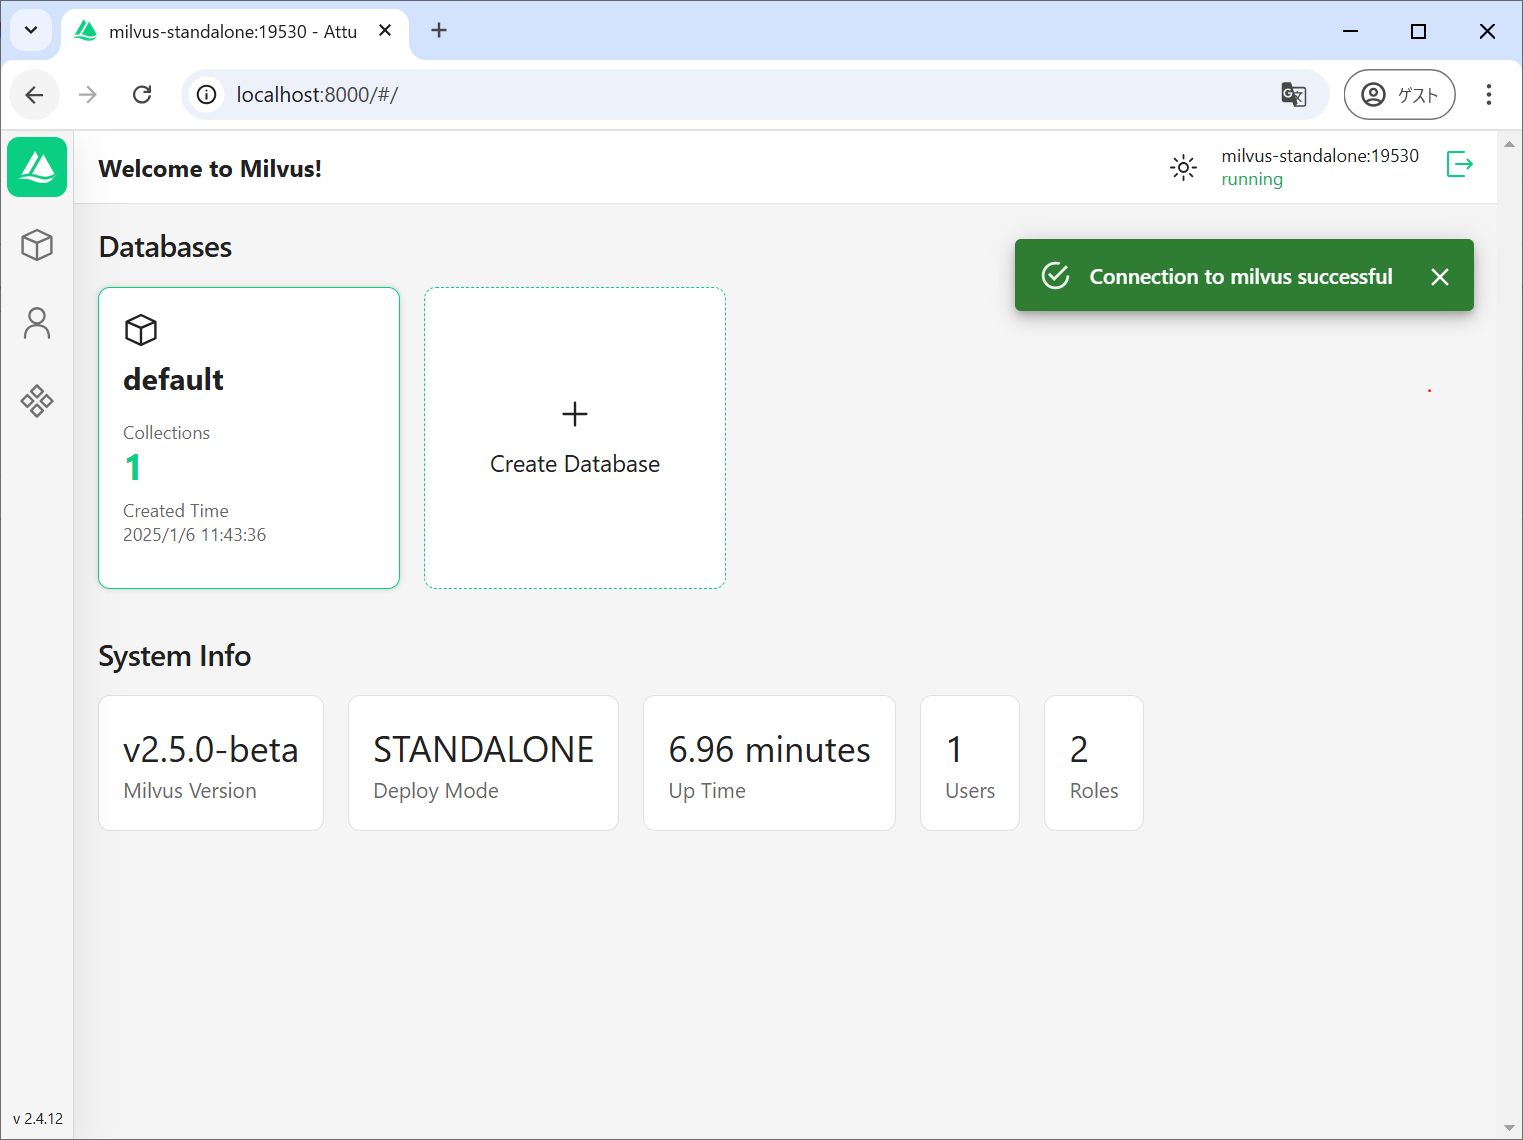 milvus-standalone:19530 - Attu
localhost:8000/#/
ゲスト
Welcome to Milvus!
milvus-standalone:19530
running
Databases
Connection to milvus successful
default
Collections
1
Created Time
2025/1/6 11:43:36
Create Database
System Info
v2.5.0-beta
Milvus Version
STANDALONE
Deploy Mode
6.96 minutes
Up Time
1
Users
2
Roles
v 2.4.12